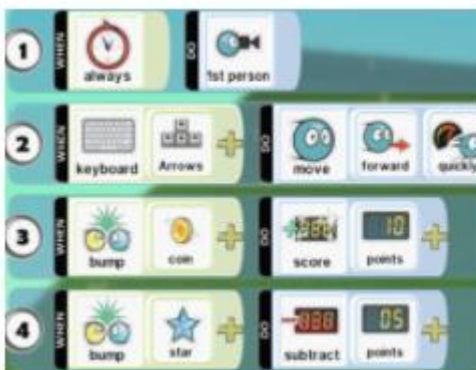 1 WHEN always DO 1st person
2 WHEN keyboard Arrows DO move forward quickly
3 WHEN bump coin DO score 10 points
4 WHEN bump star DO subtract 05 points